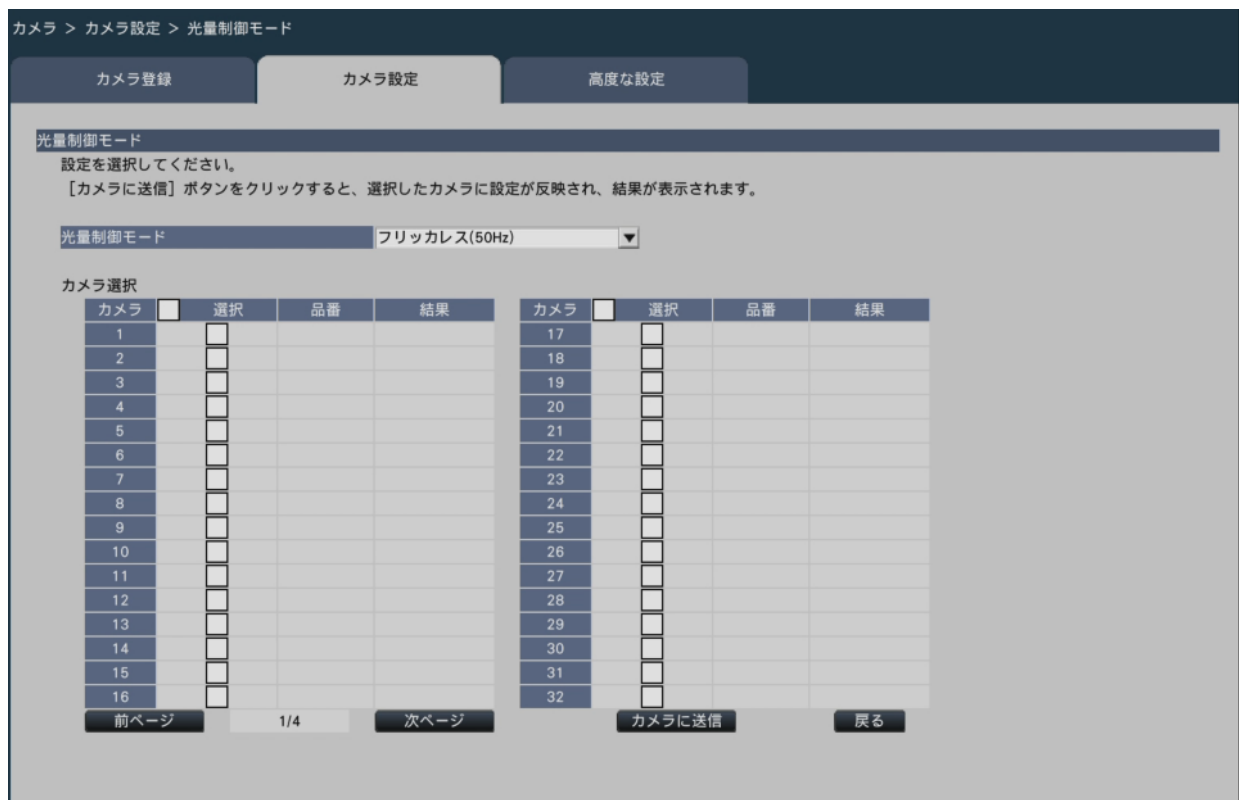 カメラ > カメラ設定 > 光量制御モード
カメラ登録 カメラ設定 高度な設定
光量制御モード
設定を選択してください。
［カメラに送信］ボタンをクリックすると、選択したカメラに設定が反映され、結果が表示されます。
光量制御モード フリッカレス(50Hz)
カメラ選択
カメラ 選択 品番 結果 カメラ 選択 品番 結果
1 17
2 18
3 19
4 20
5 21
6 22
7 23
8 24
9 25
10 26
11 27
12 28
13 29
14 30
15 31
16 32
前ページ 1/4 次ページ カメラに送信 戻る